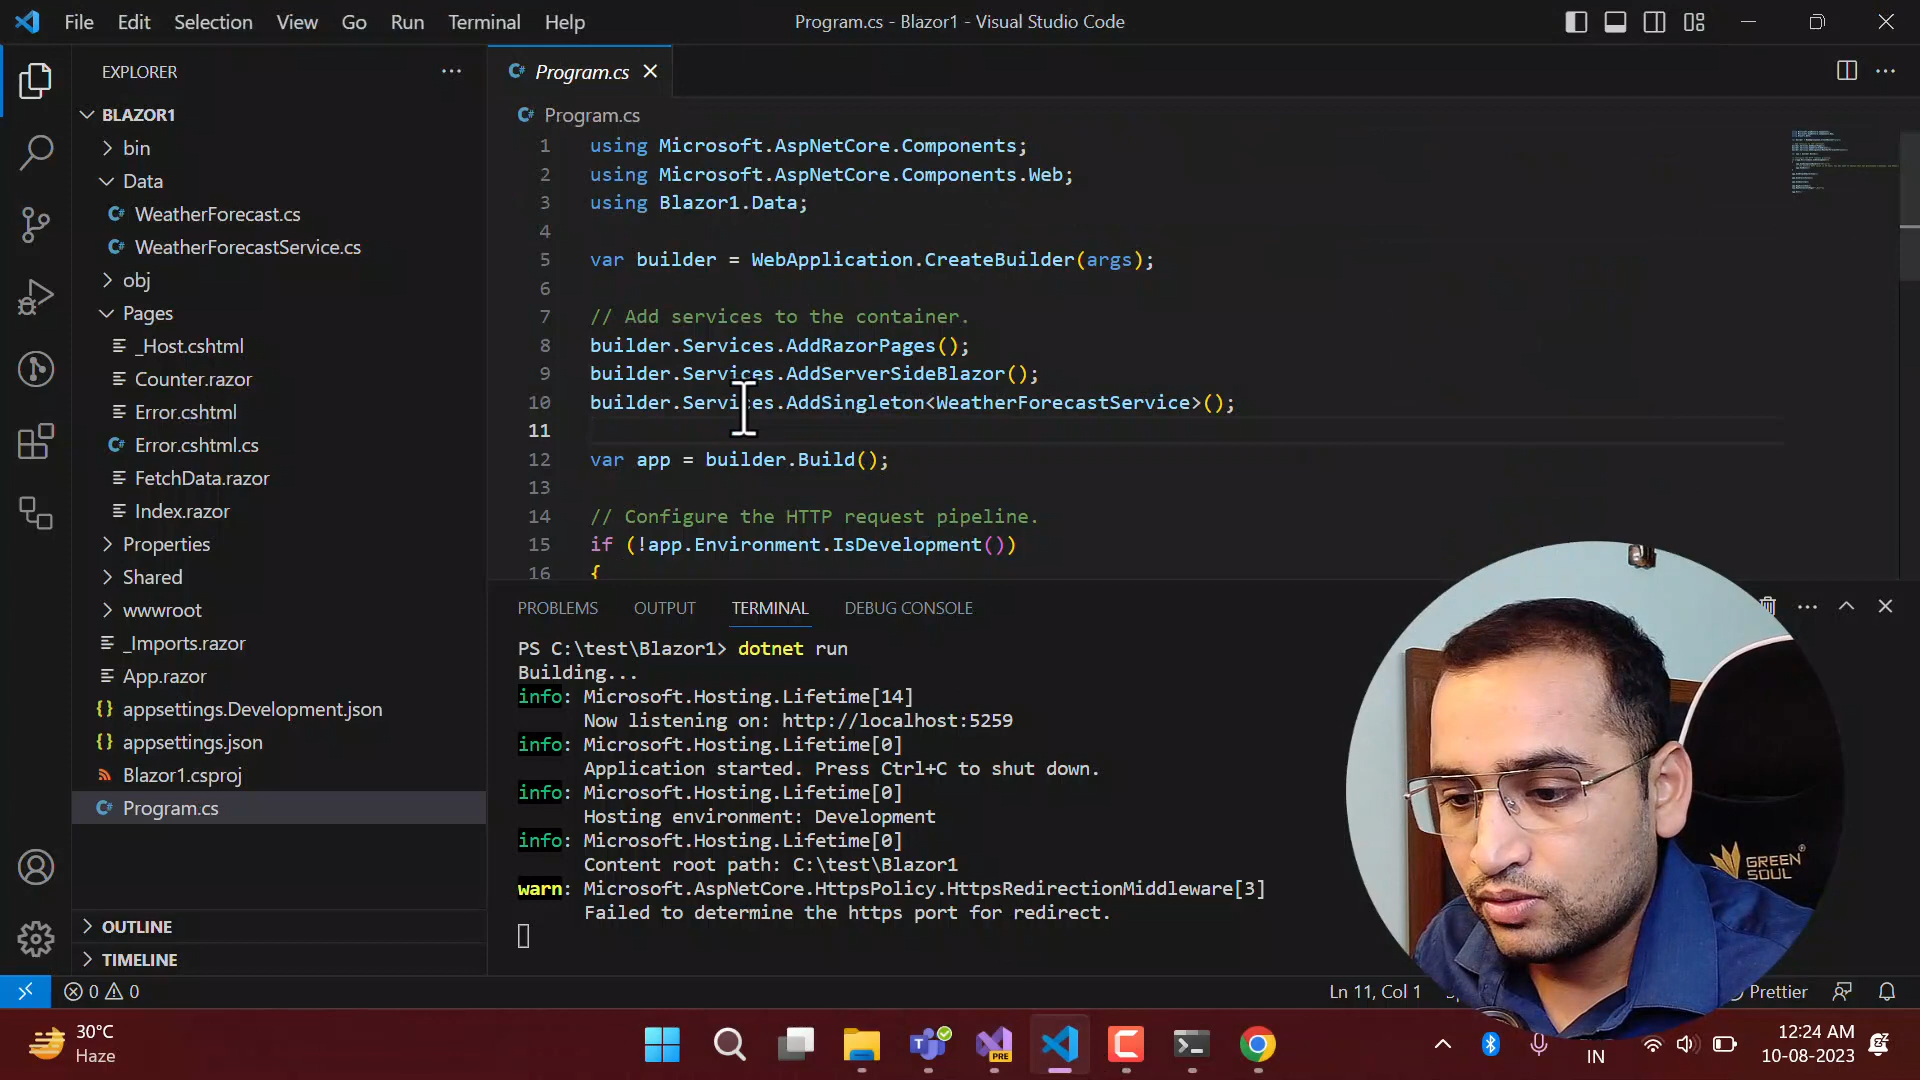 File Edit Selection View Go Run Terminal Help
Program.cs - Blazor1 - Visual Studio Code
EXPLORER
BLAZOR1
bin
Data
WeatherForecast.cs
WeatherForecastService.cs
obj
Pages
_Host.cshtml
Counter.razor
Error.cshtml
Error.cshtml.cs
FetchData.razor
Index.razor
Properties
Shared
wwwroot
_Imports.razor
App.razor
appsettings.Development.json
appsettings.json
Blazor1.csproj
Program.cs
OUTLINE
TIMELINE
Program.cs
Program.cs
1 using Microsoft.AspNetCore.Components;
2 using Microsoft.AspNetCore.Components.Web;
3 using Blazor1.Data;
4
5 var builder = WebApplication.CreateBuilder(args);
6
7 // Add services to the container.
8 builder.Services.AddRazorPages();
9 builder.Services.AddServerSideBlazor();
10 builder.Services.AddSingleton<WeatherForecastService>();
11
12 var app = builder.Build();
13
14 // Configure the HTTP request pipeline.
15 if (!app.Environment.IsDevelopment())
16 {
PROBLEMS OUTPUT TERMINAL DEBUG CONSOLE
PS C:\test\Blazor1> dotnet run
Building...
info: Microsoft.Hosting.Lifetime[14]
Now listening on: http://localhost:5259
info: Microsoft.Hosting.Lifetime[0]
Application started. Press Ctrl+C to shut down.
info: Microsoft.Hosting.Lifetime[0]
Hosting environment: Development
info: Microsoft.Hosting.Lifetime[0]
Content root path: C:\test\Blazor1
warn: Microsoft.AspNetCore.HttpsPolicy.HttpsRedirectionMiddleware[3]
Failed to determine the https port for redirect.
GREEN
SOUL
0 0
Ln 11, Col 1
Prettier
30°C
Haze
PRE
IN
12:24 AM
10-08-2023